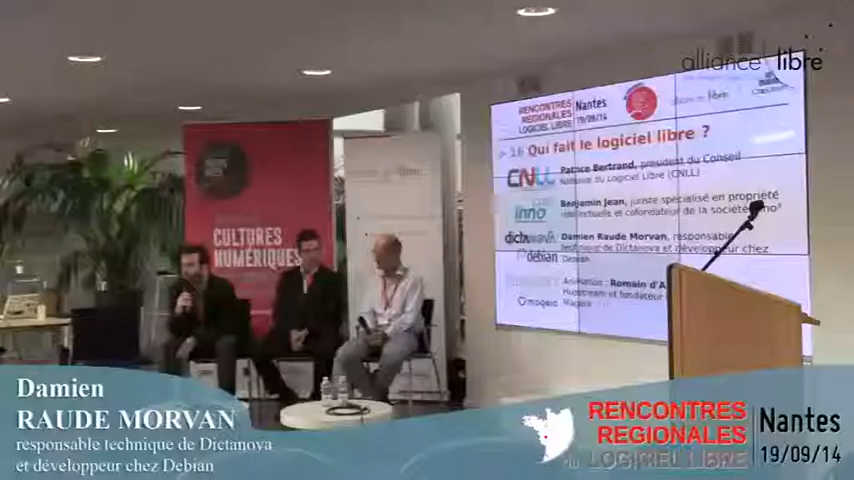 alliance libre
RENCONTRES
REGIONALES
LOGICIEL LIBRE
Nantes
19/09/14
Qui fait le logiciel libre ?
CNLL
Patrice Bertrand, président du Conseil
National du Logiciel Libre (CNLL)
inno
Benjamin Jean, juriste spécialisé en propriété
intellectuelle et cofondateur de la société
Damien Raude Morvan, responsable
technique de Dictanova et développeur chez
Debian
debian
Animation : Romain d'A
fondateur
Mageia
mageia
CULTURES
NUMÉRIQUES
Damien
RAUDE MORVAN
responsable technique de Dictanova
et développeur chez Debian
RENCONTRES
REGIONALES
DU LOGICIEL LIBRE
Nantes
19/09/14